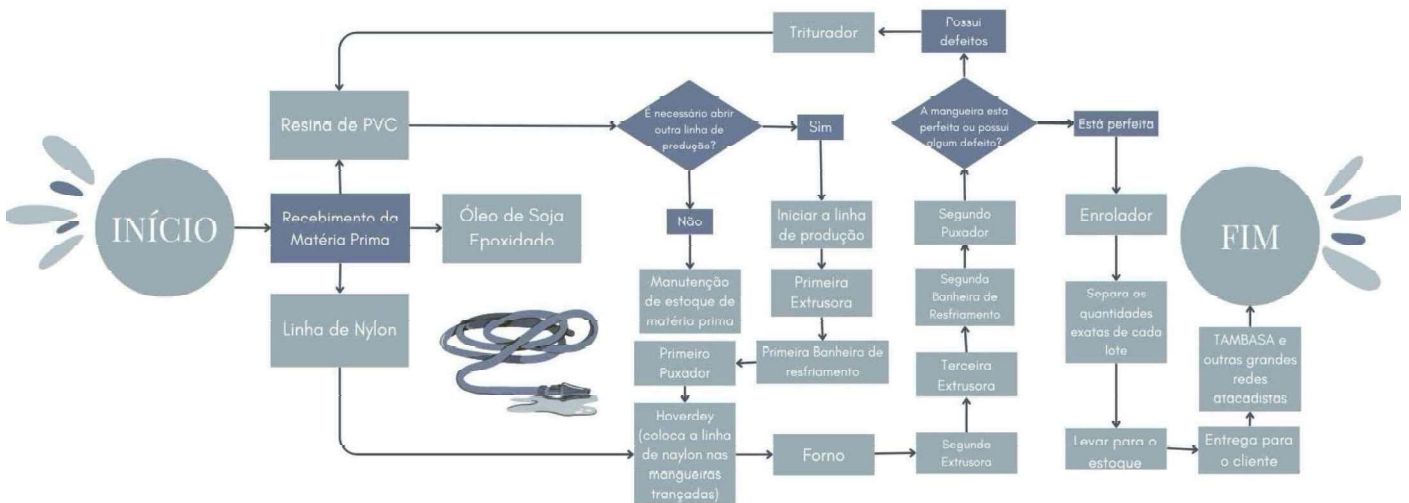 INÍCIO
Recebimento da
Matéria Prima
Resina de PVC
Óleo de Soja
Epoxidado
Linha de Nylon
É necessário abrir
outra linha de
produção?
Sim
Não
Manutenção
de estoque de
matéria prima
Iniciar a linha
de produção
Primeira
Extrusora
Primeira Banheira de
resfriamento
Primeiro
Puxador
Hoverdey
(coloca a linha
de naylon nas
mangueiras
trançadas)
Forno
Segundo
Extrusora
Terceira
Extrusora
Segunda
Banheira de
Resfriamento
Segundo
Puxador
A mangueira esta
perfeita ou possui
algum defeito?
Possui
defeitos
Triturador
Está perfeita
Enrolador
Separa as
quantidades
exatas de cada
lote
Levar para o
estoque
Entrega para
o cliente
TAMBASA e
outras grandes
redes
atacadistas
FIM